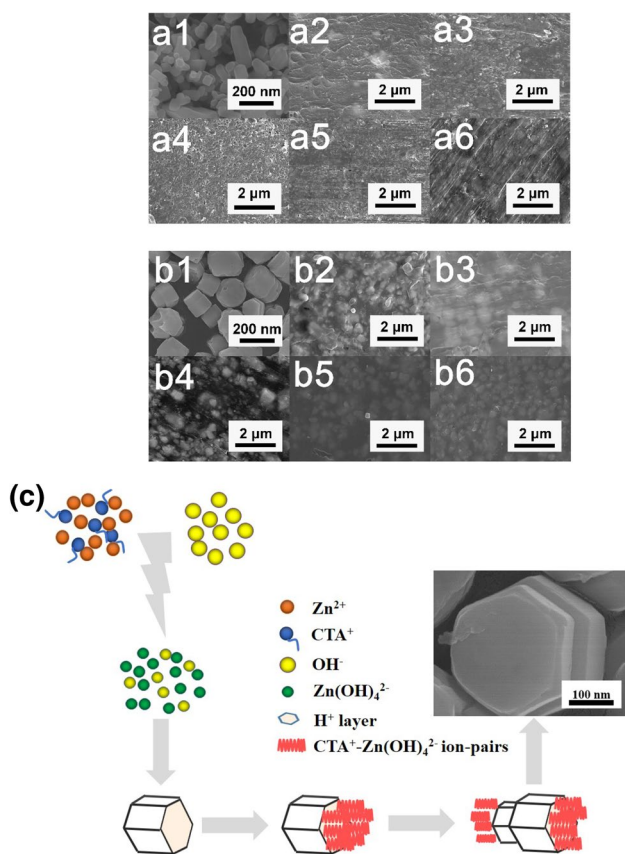 a1 a2 a3
200 nm 2 μm 2 μm
a4 a5 a6
2 μm 2 μm 2 μm
b1 b2 b3
200 nm 2 μm 2 μm
b4 b5 b6
2 μm 2 μm 2 μm
(c)
Zn²⁺
CTA⁺
OH⁻
Zn(OH)₄²⁻
H⁺ layer
CTA⁺-Zn(OH)₄²⁻ ion-pairs
100 nm